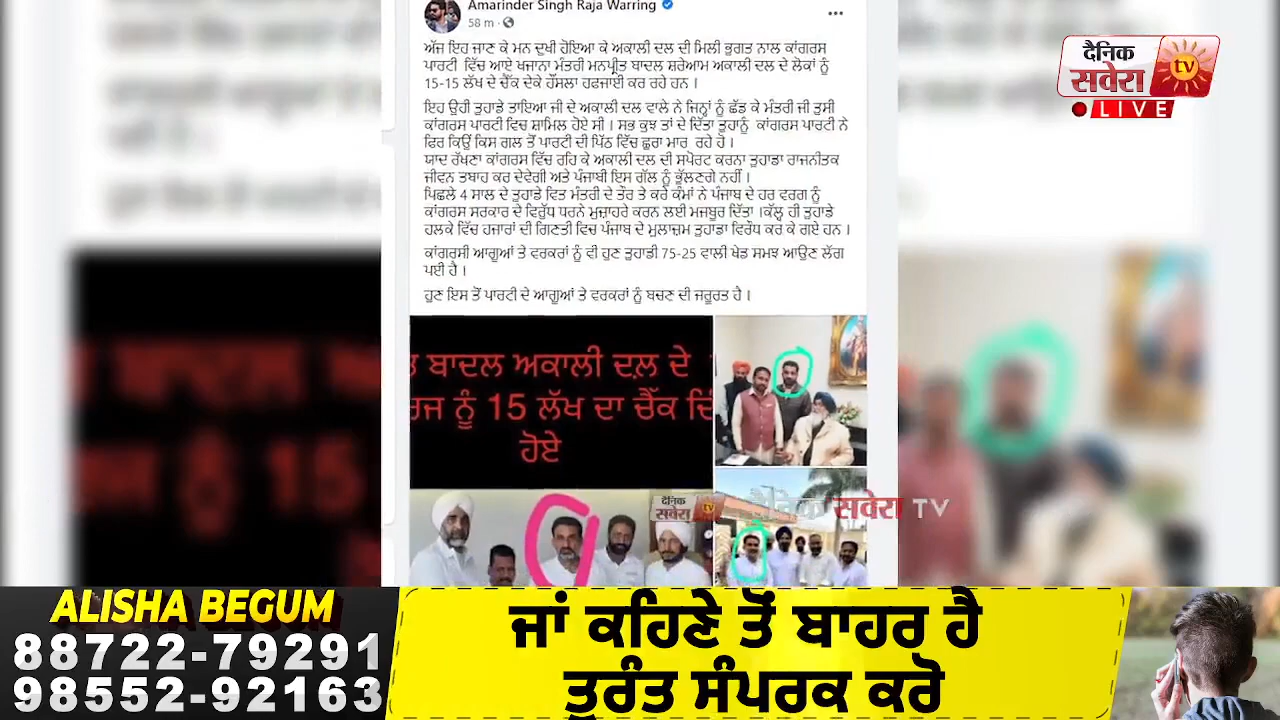 Amarinder Singh Raja Warring
58 m
ਅੱਜ ਇਹ ਜਾਣ ਕੇ ਮਨ ਦੁਖੀ ਹੋਇਆ ਕੇ ਅਕਾਲੀ ਦਲ ਦੀ ਮਿਲੀ ਭੁਗਤ ਨਾਲ ਕਾਂਗਰਸ
ਪਾਰਟੀ ਵਿੱਚ ਆਏ ਖਜਾਨਾ ਮੰਤਰੀ ਮਨਪ੍ਰੀਤ ਬਾਦਲ ਸ਼ਰੇਆਮ ਅਕਾਲੀ ਦਲ ਦੇ ਲੋਕਾਂ ਨੂੰ
15-15 ਲੱਖ ਦੇ ਚੈੱਕ ਦੇਕੇ ਹੌਂਸਲਾ ਹਫਜਾਈ ਕਰ ਰਹੇ ਹਨ ।
ਇਹ ਉਹੀ ਤੁਹਾਡੇ ਤਾਇਆ ਜੀ ਦੇ ਅਕਾਲੀ ਦਲ ਵਾਲੇ ਨੇ ਜਿਨ੍ਹਾਂ ਨੂੰ ਛੱਡ ਕੇ ਮੰਤਰੀ ਜੀ ਤੁਸੀ
ਕਾਂਗਰਸ ਪਾਰਟੀ ਵਿਚ ਸ਼ਾਮਿਲ ਹੋਏ ਸੀ । ਸਭ ਕੁਝ ਤਾਂ ਦੇ ਦਿੱਤਾ ਤੁਹਾਨੂੰ ਕਾਂਗਰਸ ਪਾਰਟੀ ਨੇ
ਫਿਰ ਕਿਉਂ ਕਿਸ ਗਲ ਤੋਂ ਪਾਰਟੀ ਦੀ ਪਿੱਠ ਵਿੱਚ ਛੁਰਾ ਮਾਰ ਰਹੇ ਹੋ ।
ਯਾਦ ਰੱਖਣਾ ਕਾਂਗਰਸ ਵਿੱਚ ਰਹਿ ਕੇ ਅਕਾਲੀ ਦਲ ਦੀ ਸਪੋਰਟ ਕਰਨਾ ਤੁਹਾਡਾ ਰਾਜਨੀਤਕ
ਜੀਵਨ ਤਬਾਹ ਕਰ ਦੇਵੇਗੀ ਅਤੇ ਪੰਜਾਬੀ ਇਸ ਗੱਲ ਨੂੰ ਭੁੱਲਣਗੇ ਨਹੀਂ ।
ਪਿਛਲੇ 4 ਸਾਲ ਦੇ ਤੁਹਾਡੇ ਵਿਤ ਮੰਤਰੀ ਦੇ ਤੌਰ ਤੇ ਕਰੇ ਕੰਮਾਂ ਨੇ ਪੰਜਾਬ ਦੇ ਹਰ ਵਰਗ ਨੂੰ
ਕਾਂਗਰਸ ਸਰਕਾਰ ਦੇ ਵਿਰੁੱਧ ਧਰਨੇ ਮੁਜ਼ਾਹਰੇ ਕਰਨ ਲਈ ਮਜਬੂਰ ਦਿੱਤਾ ।ਕੱਲ੍ਹ ਹੀ ਤੁਹਾਡੇ
ਹਲਕੇ ਵਿੱਚ ਹਜਾਰਾਂ ਦੀ ਗਿਣਤੀ ਵਿਚ ਪੰਜਾਬ ਦੇ ਮੁਲਾਜ਼ਮ ਤੁਹਾਡਾ ਵਿਰੋਧ ਕਰ ਕੇ ਗਏ ਹਨ ।
ਕਾਂਗਰਸੀ ਆਗੂਆਂ ਤੇ ਵਰਕਰਾਂ ਨੂੰ ਵੀ ਹੁਣ ਤੁਹਾਡੀ 75-25 ਵਾਲੀ ਖੇਡ ਸਮਝ ਆਉਣ ਲੱਗ
ਪਈ ਹੈ ।
ਹੁਣ ਇਸ ਤੋਂ ਪਾਰਟੀ ਦੇ ਆਗੂਆਂ ਤੇ ਵਰਕਰਾਂ ਨੂੰ ਬਚਣ ਦੀ ਜਰੂਰਤ ਹੈ ।
ਬਾਦਲ ਅਕਾਲੀ ਦਲ਼ ਦੇ
ਨੂੰ 15 ਲੱਖ ਦਾ ਚੈੱਕ
ਹੋਏ
ਦੈਨਿਕ
ਸਵੇਰਾ tv
LIVE
ਦੈਨਿਕ
ਸਵੇਰਾ tv
ਦੈਨਿਕ ਸਵੇਰਾ TV
ALISHA BEGUM
88722-79291
98552-92163
ਜਾਂ ਕਹਿਣੇ ਤੋਂ ਬਾਹਰ ਹੈ
ਤੁਰੰਤ ਸੰਪਰਕ ਕਰੋ